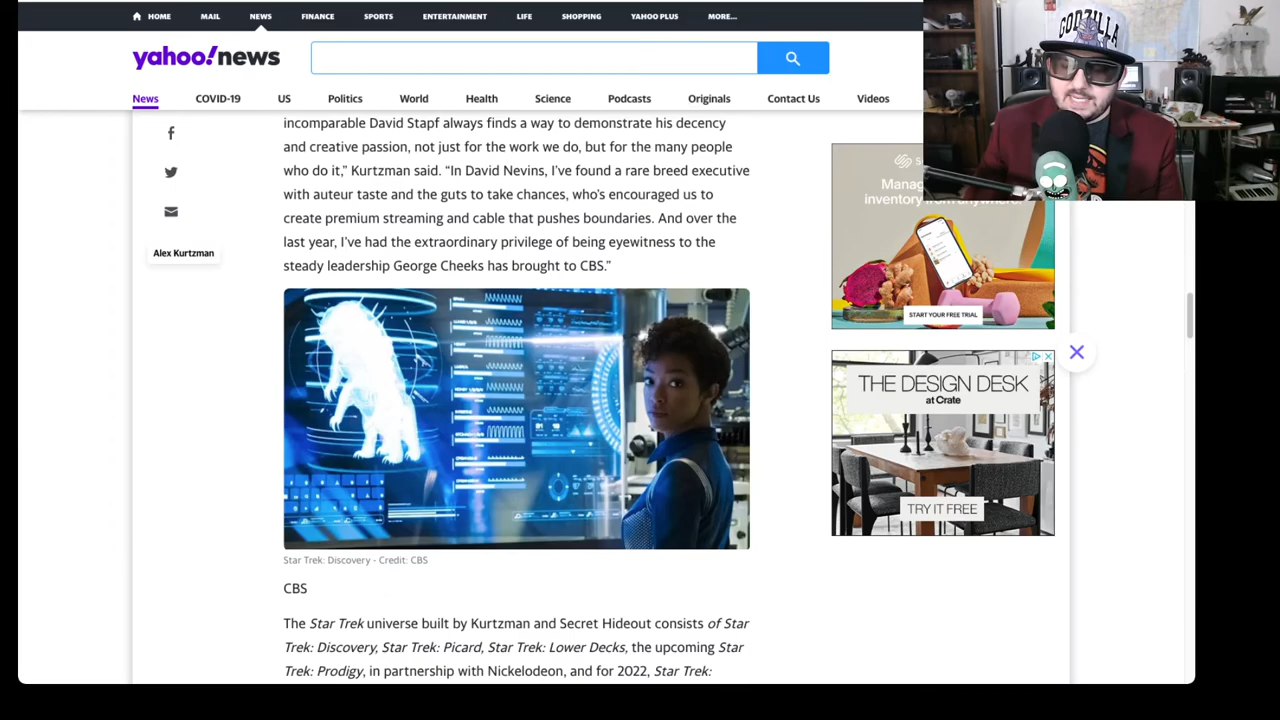 HOME MAIL NEWS FINANCE SPORTS ENTERTAINMENT LIFE SHOPPING YAHOO PLUS MORE...
yahoo!news
News COVID-19 US Politics World Health Science Podcasts Originals Contact Us Videos
GODZILLA
incomparable David Stapf always finds a way to demonstrate his decency
and creative passion, not just for the work we do, but for the many people
who do it,” Kurtzman said. “In David Nevins, I’ve found a rare breed executive
with auteur taste and the guts to take chances, who’s encouraged us to
create premium streaming and cable that pushes boundaries. And over the
last year, I’ve had the extraordinary privilege of being eyewitness to the
steady leadership George Cheeks has brought to CBS.”
Alex Kurtzman
Star Trek: Discovery - Credit: CBS
CBS
The Star Trek universe built by Kurtzman and Secret Hideout consists of Star
Trek: Discovery, Star Trek: Picard, Star Trek: Lower Decks, the upcoming Star
Trek: Prodigy, in partnership with Nickelodeon, and for 2022, Star Trek:
inventory from anywhere.
START YOUR FREE TRIAL
THE DESIGN DESK
at Crate
TRY IT FREE